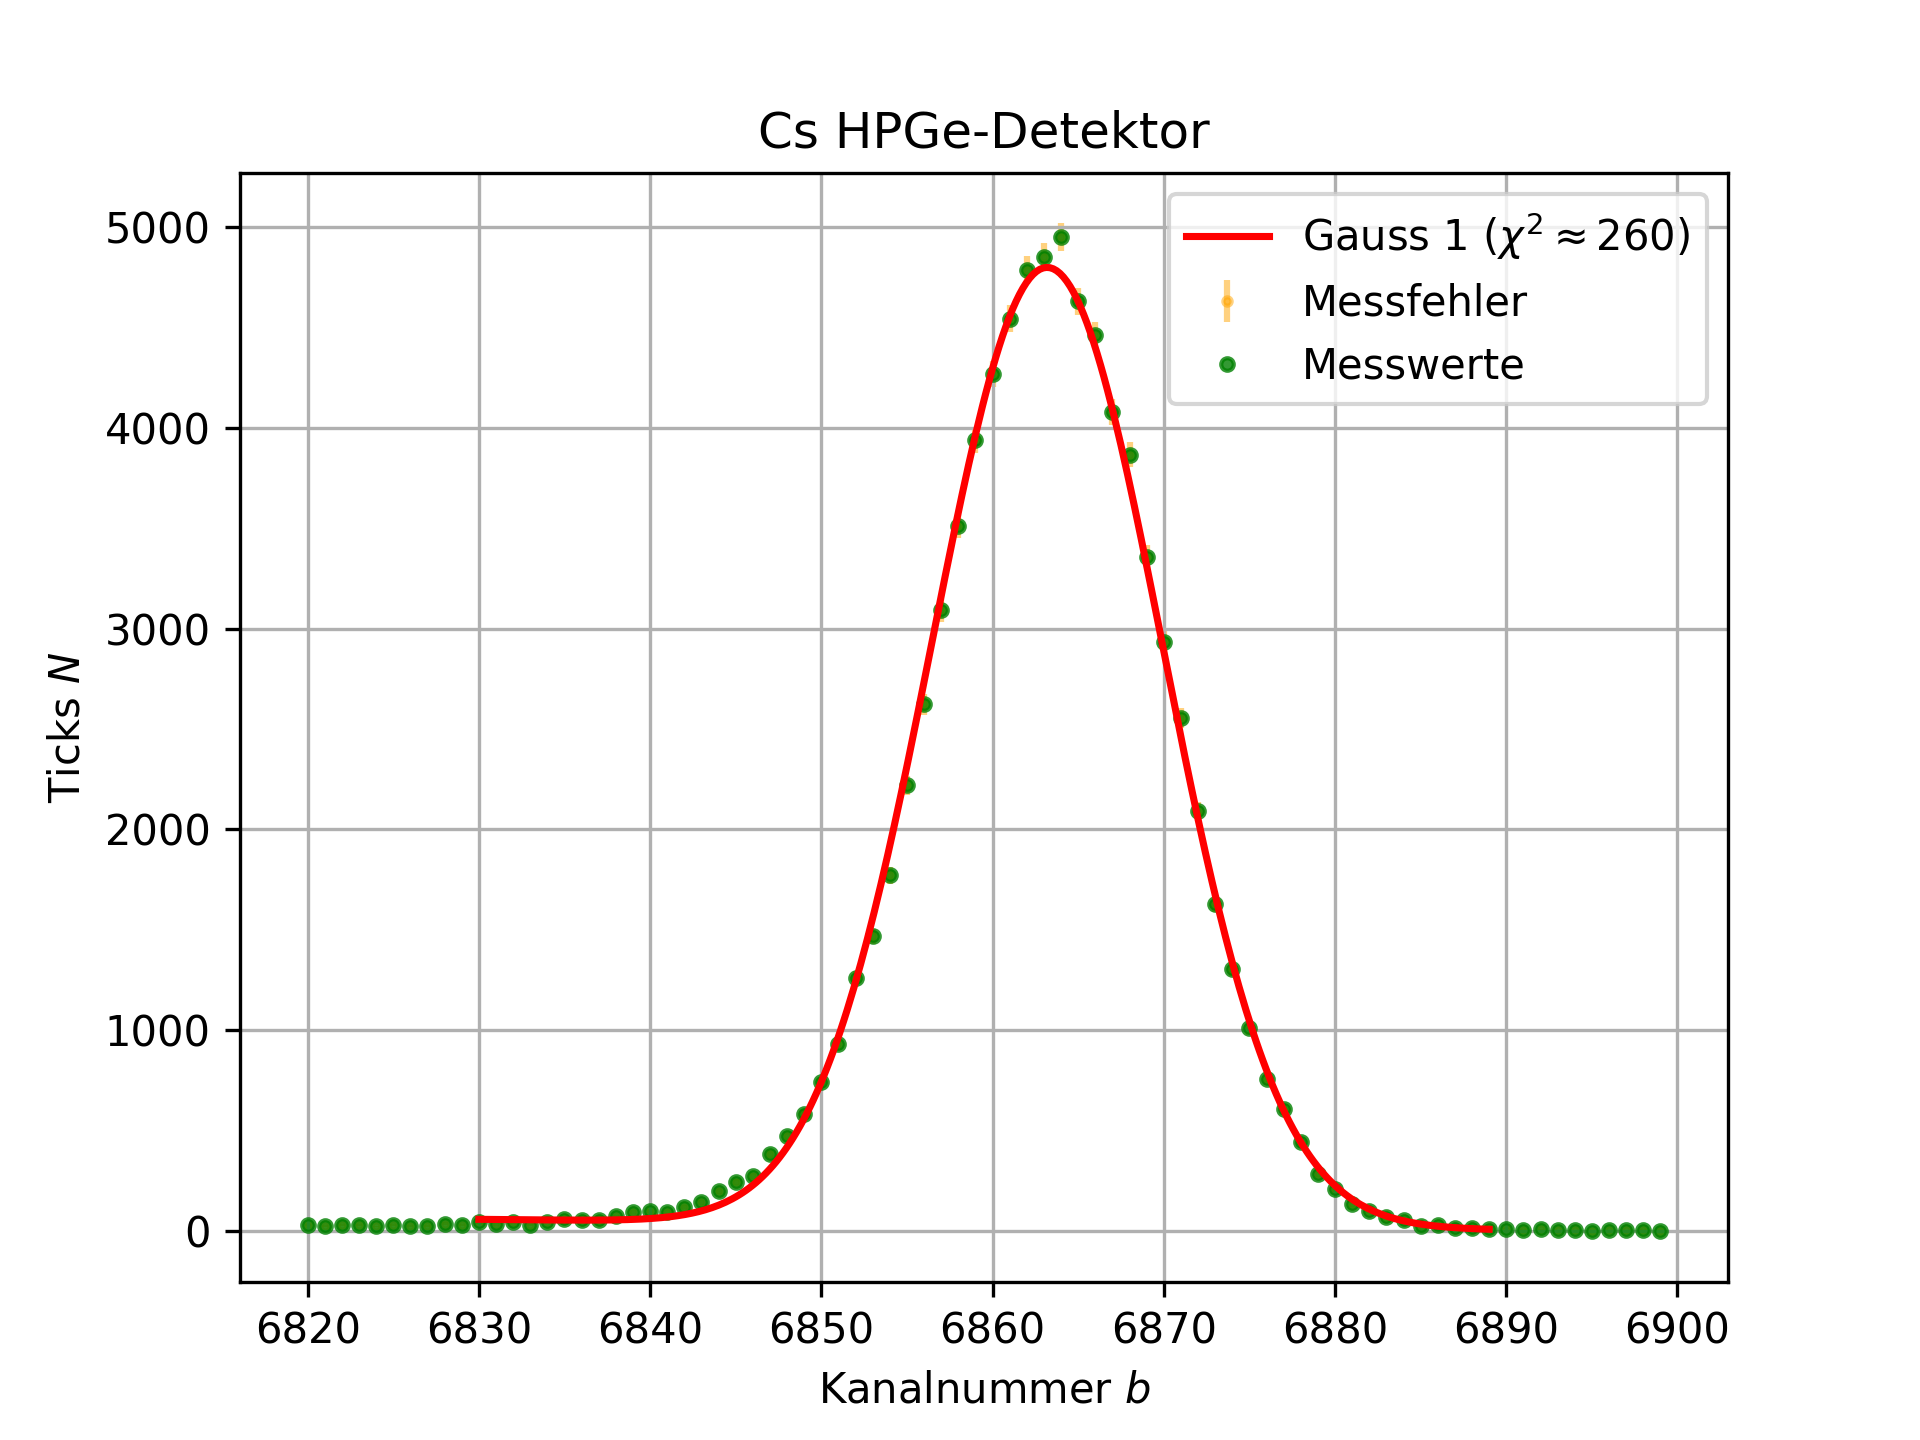 Cs HPGe-Detektor
Gauss 1 (χ² ≈ 260)
Messfehler
Messwerte
5000
4000
3000
2000
1000
0
Ticks N
6820 6830 6840 6850 6860 6870 6880 6890 6900
Kanalnummer b